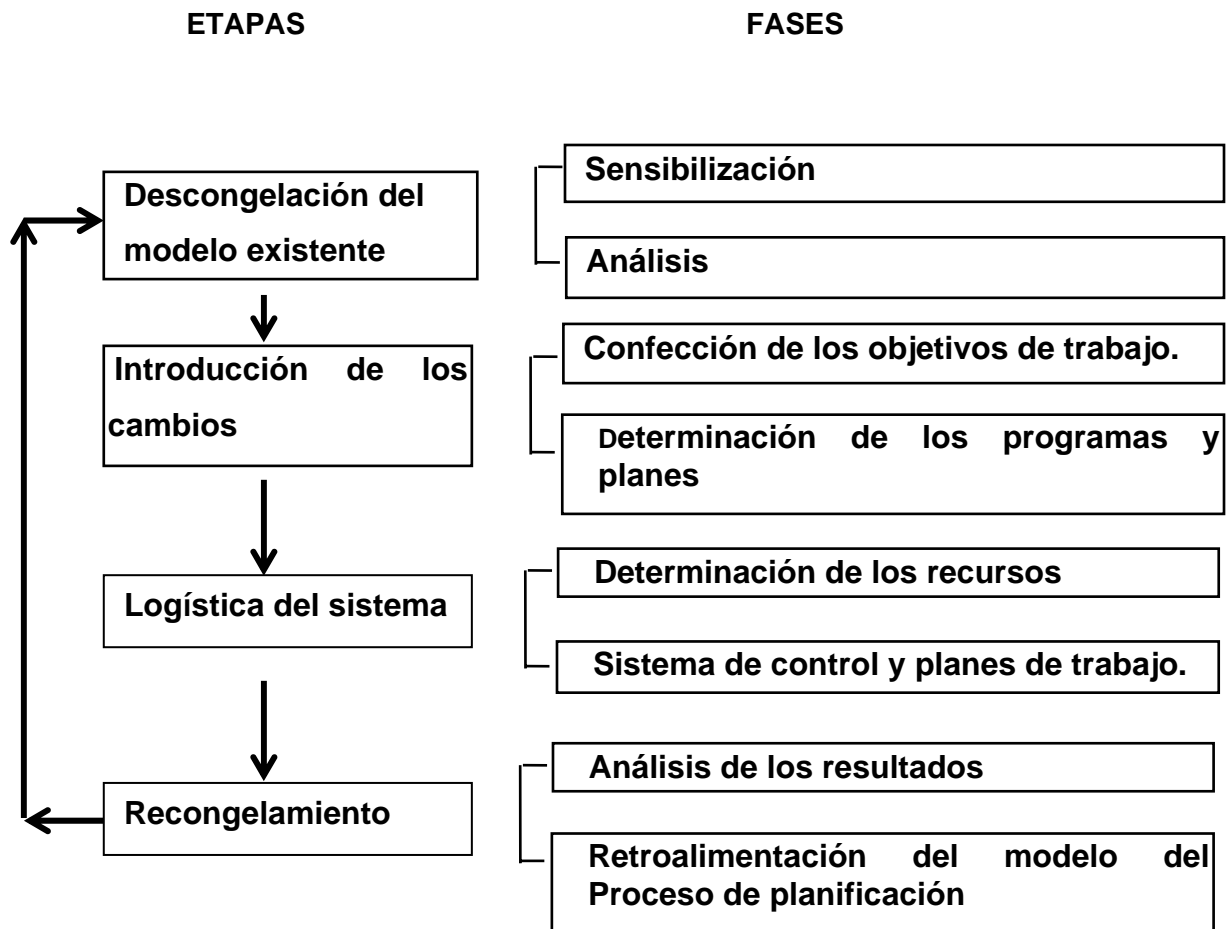 ETAPAS
FASES
Descongelación del
modelo existente
Sensibilización
Análisis
Introducción de los
cambios
Confección de los objetivos de trabajo.
Determinación de los programas y
planes
Logística del sistema
Determinación de los recursos
Sistema de control y planes de trabajo.
Recongelamiento
Análisis de los resultados
Retroalimentación del modelo del
Proceso de planificación